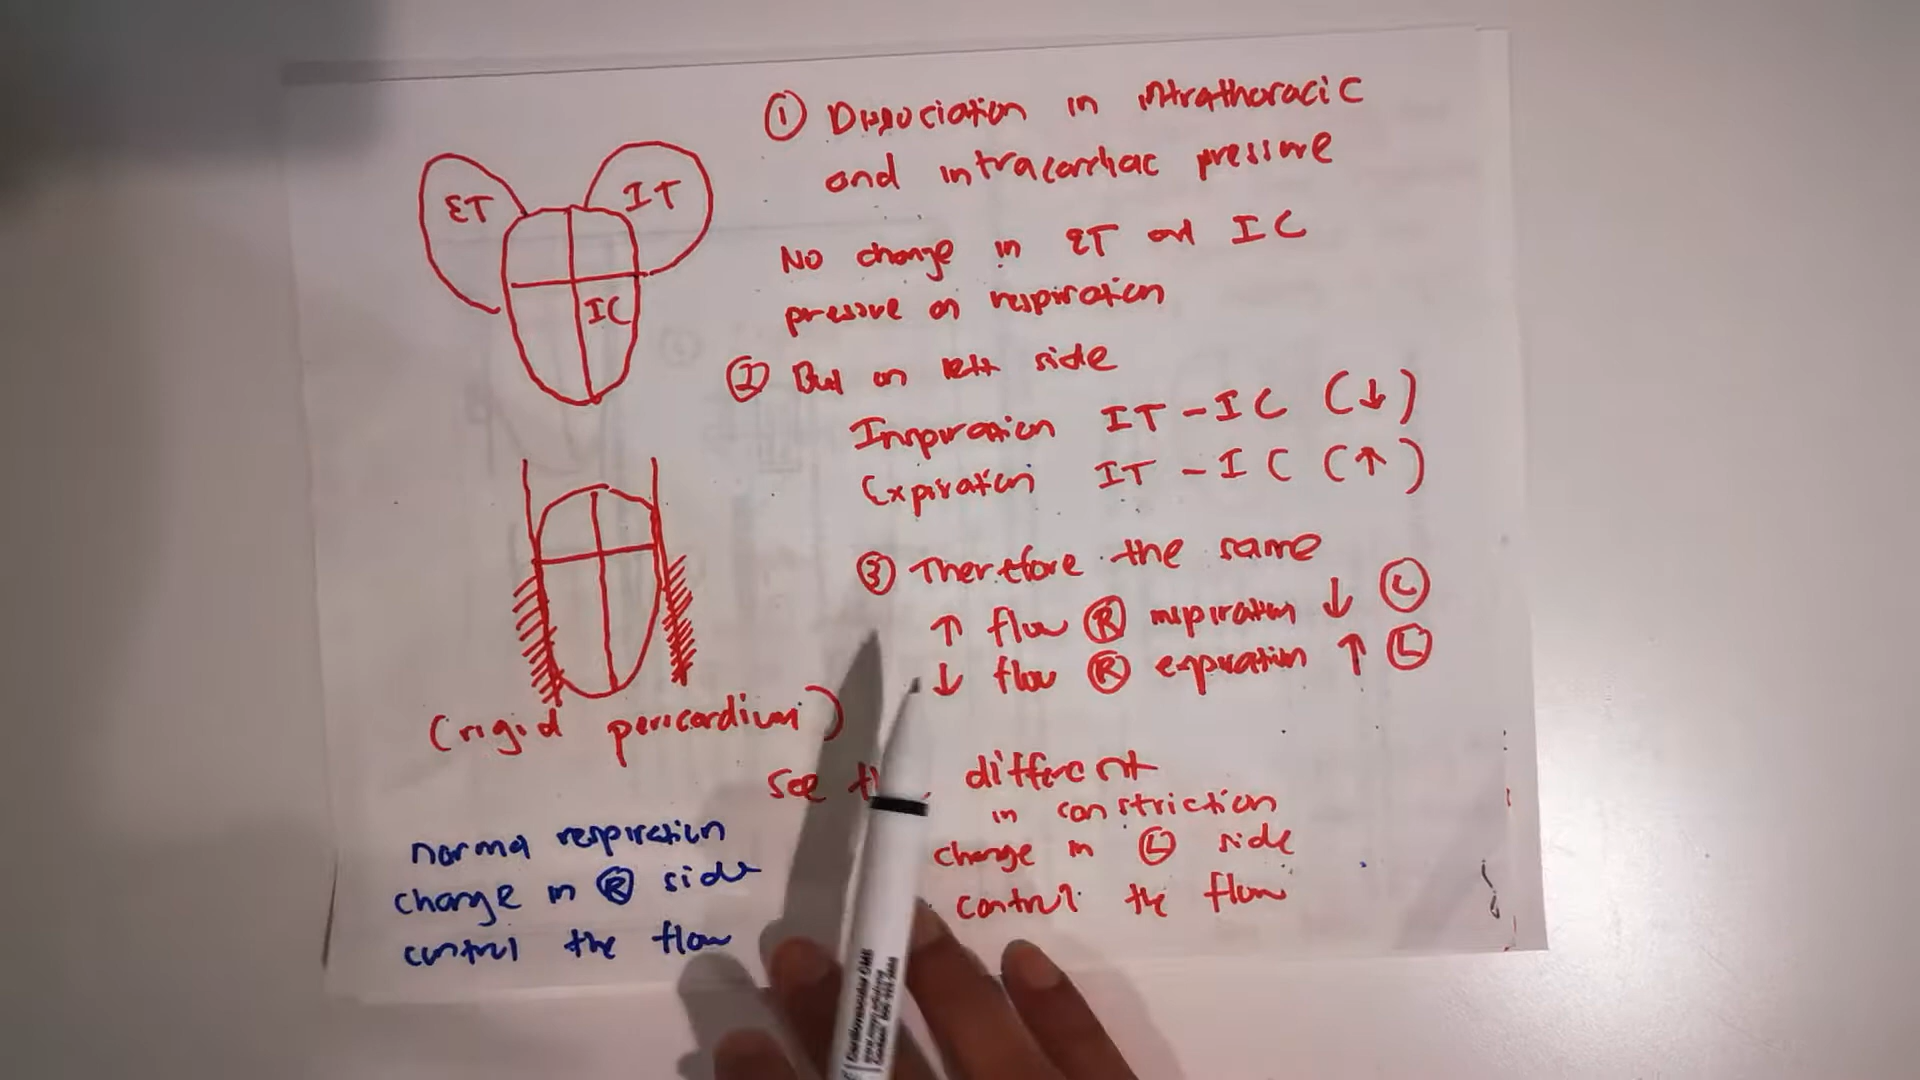 ① Dissociation in intrathoracic
and intracardiac pressure
ET
IT
IC
No change in ET and IC
pressure on respiration
② But on left side
Inspiration IT - IC (↓)
Expiration IT - IC (↑)
③ Therefore the same
↑ flow Ⓡ inspiration ↓ Ⓛ
↓ flow Ⓡ expiration ↑ Ⓛ
(rigid pericardium)
see different
in constriction
change in Ⓛ side
control the flow
normal respiration
change in Ⓡ side
control the flow